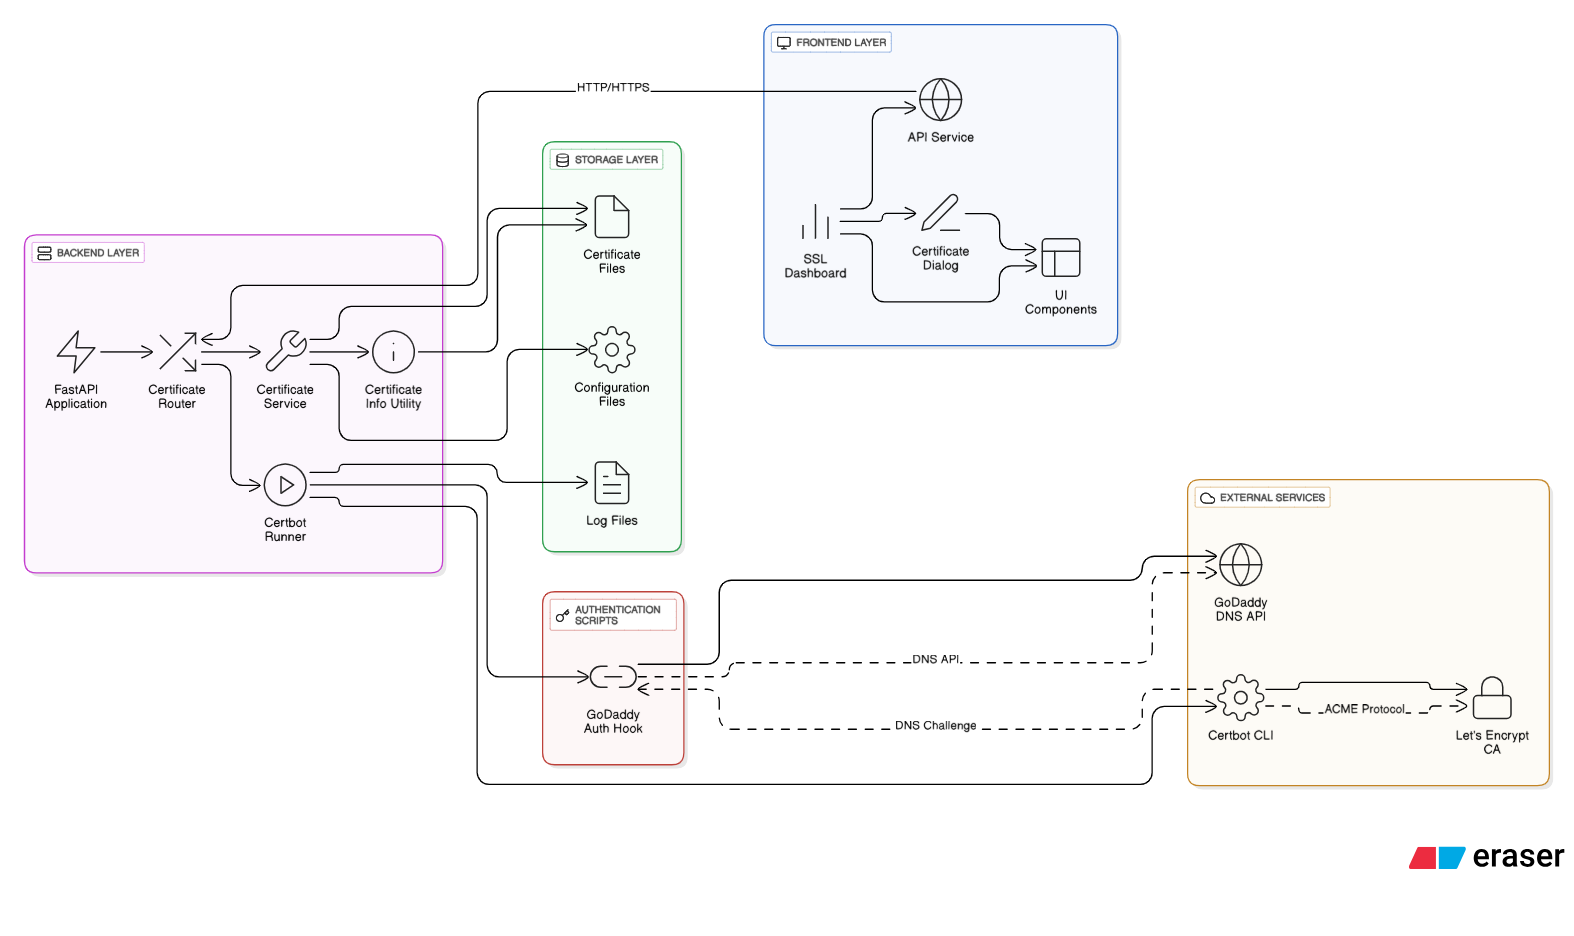 FRONTEND LAYER
HTTP/HTTPS
API Service
SSL
Dashboard
Certificate
Dialog
UI
Components
STORAGE LAYER
Certificate
Files
Configuration
Files
Log Files
BACKEND LAYER
FastAPI
Application
Certificate
Router
Certificate
Service
Certificate
Info Utility
Certbot
Runner
AUTHENTICATION
SCRIPTS
GoDaddy
Auth Hook
DNS API
DNS Challenge
EXTERNAL SERVICES
GoDaddy
DNS API
Certbot CLI
ACME Protocol
Let's Encrypt
CA
eraser